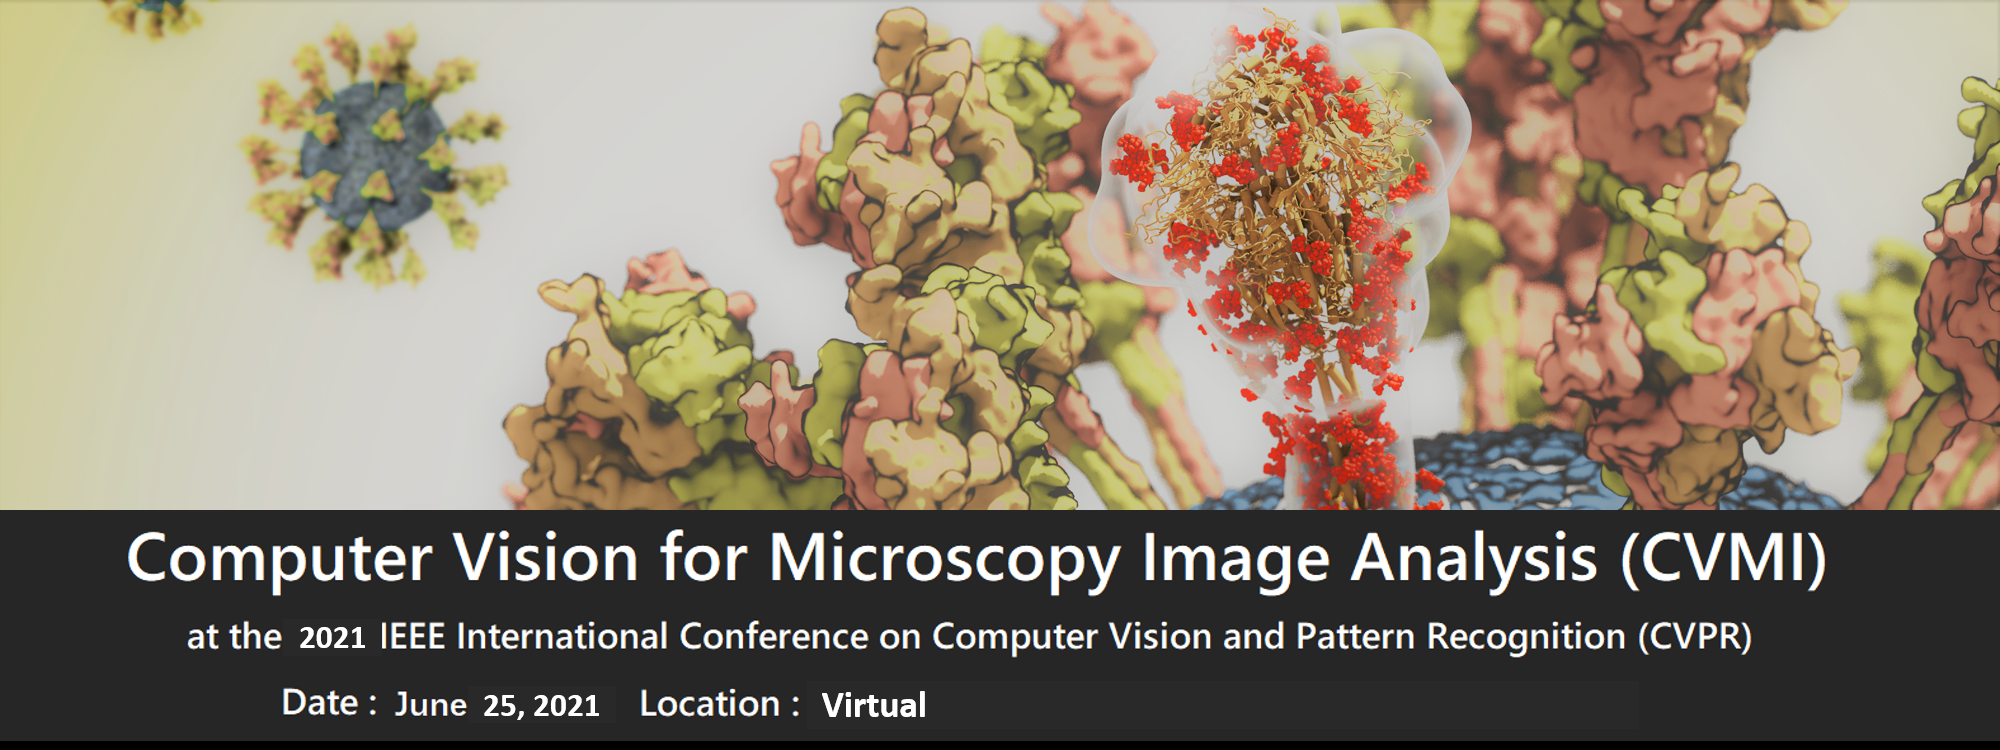 Computer Vision for Microscopy Image Analysis (CVMI)
at the 2021 IEEE International Conference on Computer Vision and Pattern Recognition (CVPR)
Date : June 25, 2021 Location : Virtual